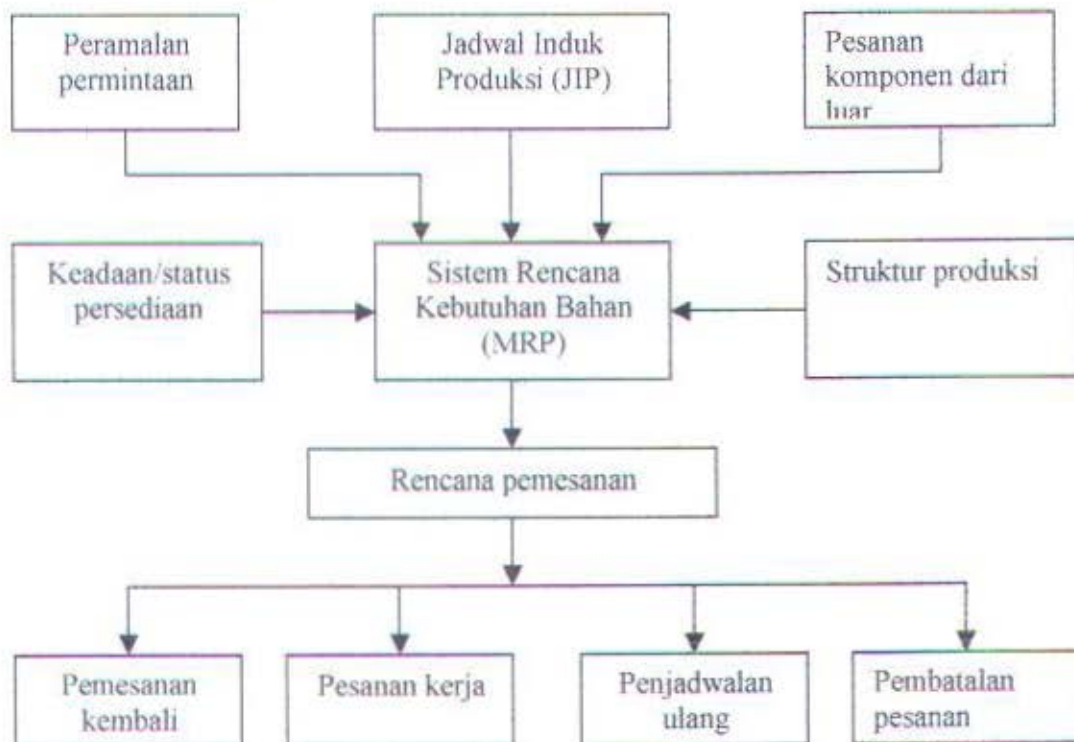 Peramalan
permintaan
Jadwal Induk
Produksi (JIP)
Pesanan
komponen dari
luar
Keadaan/status
persediaan
Sistem Rencana
Kebutuhan Bahan
(MRP)
Struktur produksi
Rencana pemesanan
Pemesanan
kembali
Pesanan kerja
Penjadwalan
ulang
Pembatalan
pesanan